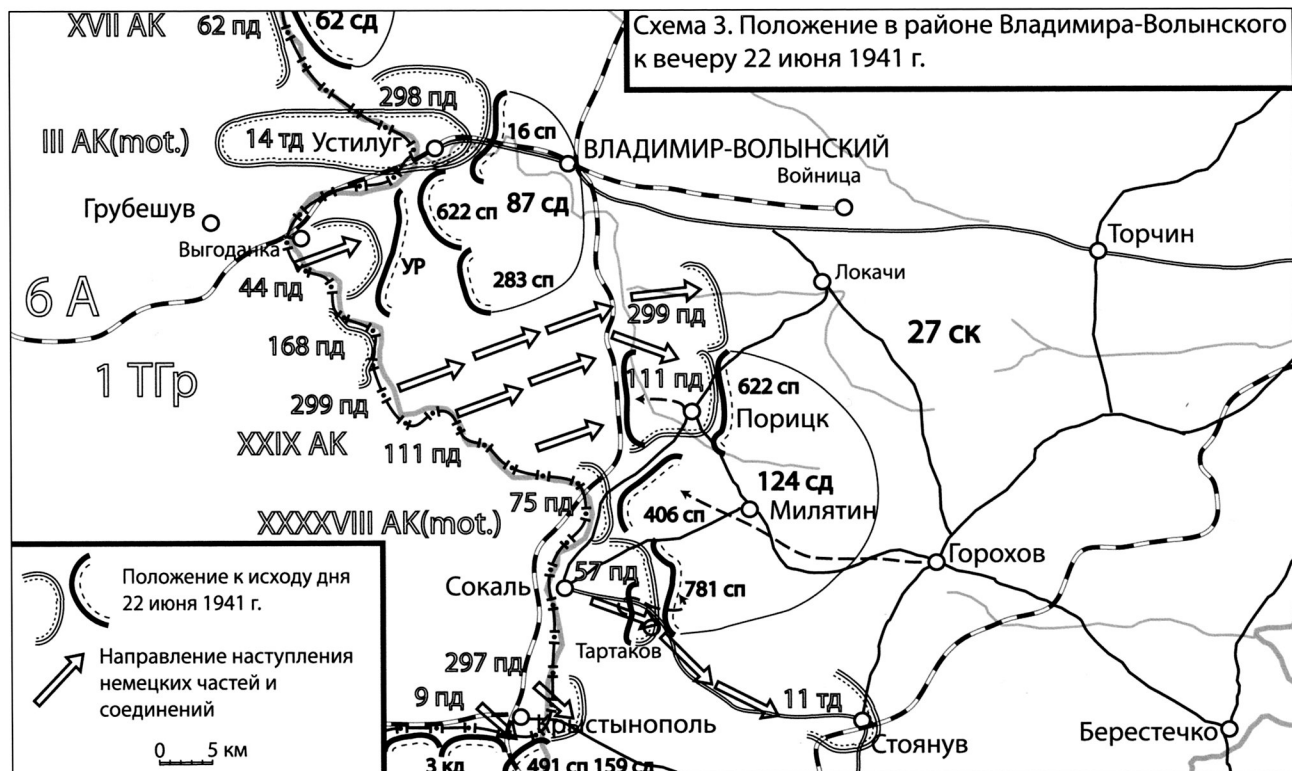 Схема 3. Положение в районе Владимира-Волынского
к вечеру 22 июня 1941 г.
XVII АК
62 пд
62 сд
298 пд
III АК(mot.)
14 тд
Устилуг
16 сп
ВЛАДИМИР-ВОЛЫНСКИЙ
Войница
Грубешув
622 сп
87 сд
Торчин
Выгоданка
УР
283 сп
Локачи
6 А
44 пд
299 пд
27 ск
168 пд
1 ТГр
111 пд
622 сп
299 пд
Порицк
XXIX АК
111 пд
124 сд
75 пд
406 сп
Милятин
XXXXVIII АК(mot.)
Горохов
57 пд
Сокаль
781 сп
Положение к исходу дня
22 июня 1941 г.
Тартаков
Направление наступления
немецких частей и
соединений
297 пд
9 пд
11 тд
Крыстынополь
Стоянув
Берестечко
0 5 км
3 кд
491 сп 159 сд